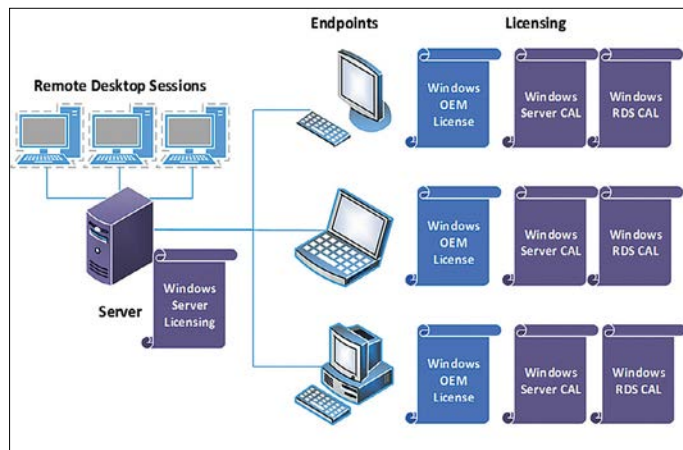 Endpoints
Licensing
Remote Desktop Sessions
Windows
OEM
License
Windows
Server CAL
Windows
RDS CAL
Windows
OEM
License
Windows
Server CAL
Windows
RDS CAL
Server
Windows
Server
Licensing
Windows
OEM
License
Windows
Server CAL
Windows
RDS CAL